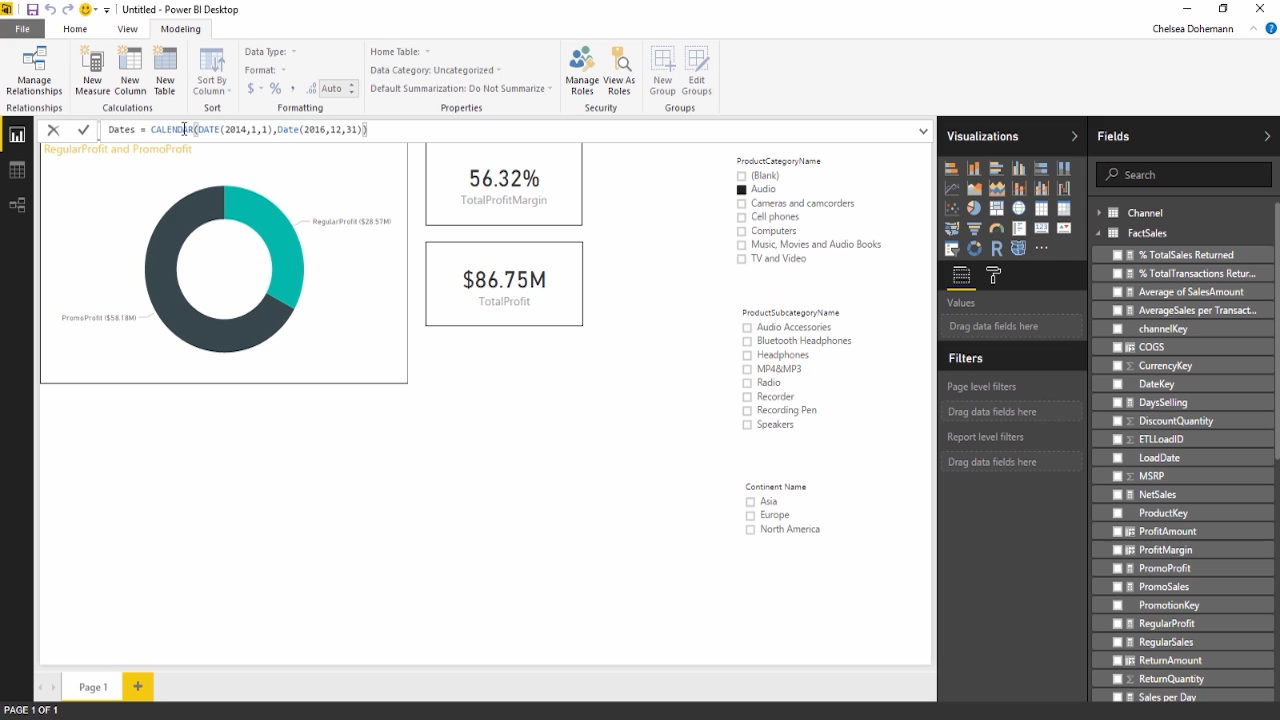 Untitled - Power BI Desktop
File
Home
View
Modeling
Chelsea Dohemann
Manage
Relationships
New
Measure
New
Column
New
Table
Sort By
Column
Data Type:
Format:
$ % , .00 Auto
Home Table:
Data Category: Uncategorized
Default Summarization: Do Not Summarize
Manage
Roles
View As
Roles
New
Group
Edit
Groups
Relationships
Calculations
Sort
Formatting
Properties
Security
Groups
Dates = CALENDAR(DATE(2014,1,1),Date(2016,12,31))
RegularProfit and PromoProfit
RegularProfit ($28.57M)
PromoProfit ($58.18M)
56.32%
TotalProfitMargin
$86.75M
TotalProfit
ProductCategoryName
(Blank)
Audio
Cameras and camcorders
Cell phones
Computers
Music, Movies and Audio Books
TV and Video
ProductSubcategoryName
Audio Accessories
Bluetooth Headphones
Headphones
MP4&MP3
Radio
Recorder
Recording Pen
Speakers
Continent Name
Asia
Europe
North America
Visualizations
R
Values
Drag data fields here
Filters
Page level filters
Drag data fields here
Report level filters
Drag data fields here
Fields
Search
Channel
FactSales
% TotalSales Returned
% TotalTransactions Retur...
Average of SalesAmount
AverageSales per Transact...
channelKey
COGS
CurrencyKey
DateKey
DaysSelling
DiscountQuantity
ETLLoadID
LoadDate
MSRP
NetSales
ProductKey
ProfitAmount
ProfitMargin
PromoProfit
PromoSales
PromotionKey
RegularProfit
RegularSales
ReturnAmount
ReturnQuantity
Sales per Day
Page 1
PAGE 1 OF 1